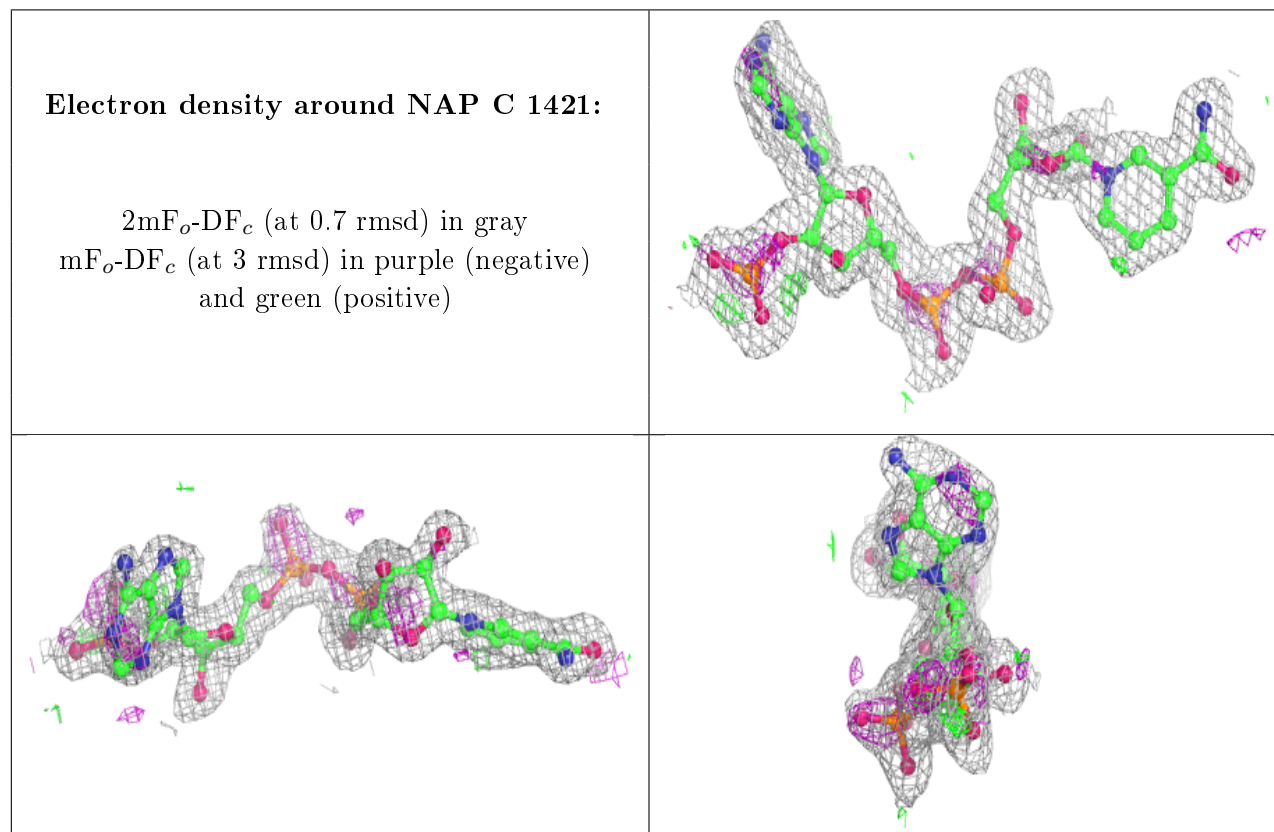 Electron density around NAP C 1421:
2mFo-DFc (at 0.7 rmsd) in gray
mFo-DFc (at 3 rmsd) in purple (negative)
and green (positive)